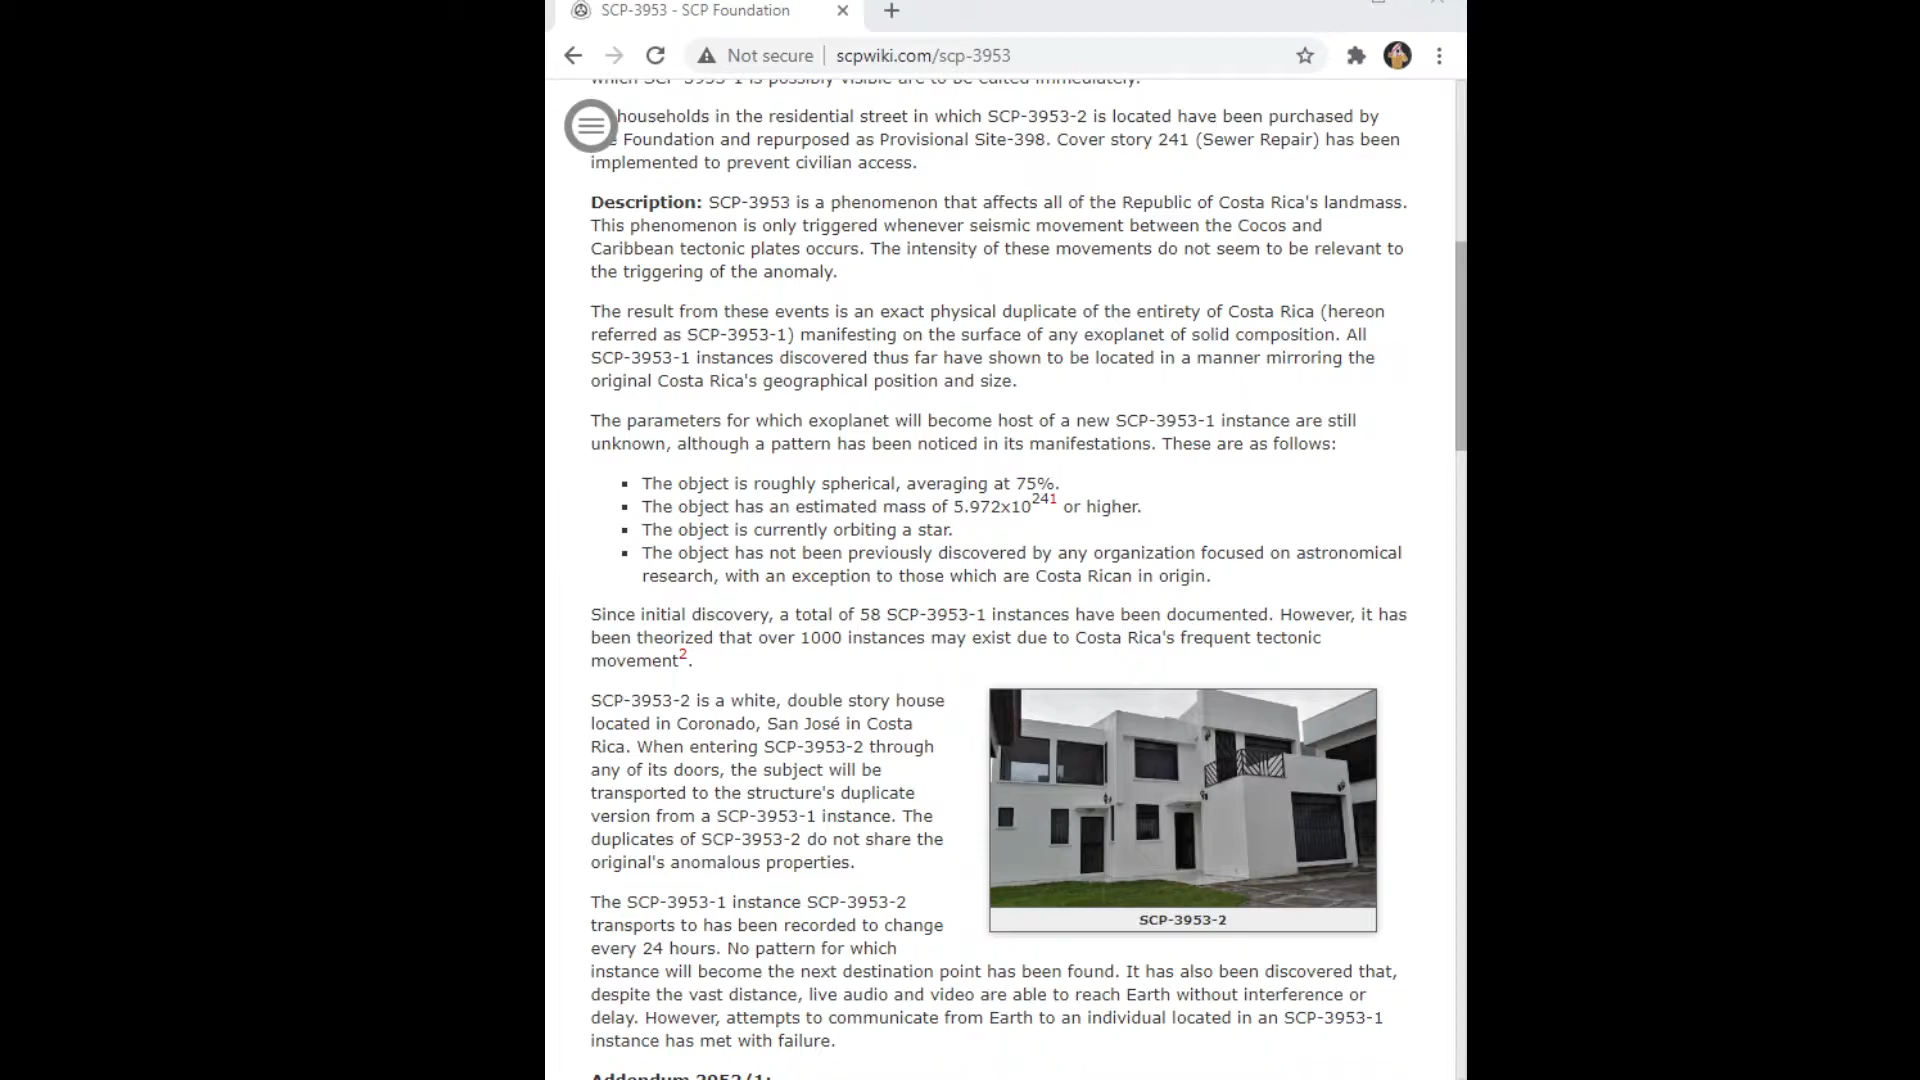 SCP-3953 - SCP Foundation
Not secure | scpwiki.com/scp-3953
which SCP-3953-1 is possibly visible are to be edited immediately.
households in the residential street in which SCP-3953-2 is located have been purchased by
Foundation and repurposed as Provisional Site-398. Cover story 241 (Sewer Repair) has been
implemented to prevent civilian access.
Description: SCP-3953 is a phenomenon that affects all of the Republic of Costa Rica's landmass.
This phenomenon is only triggered whenever seismic movement between the Cocos and
Caribbean tectonic plates occurs. The intensity of these movements do not seem to be relevant to
the triggering of the anomaly.
The result from these events is an exact physical duplicate of the entirety of Costa Rica (hereon
referred as SCP-3953-1) manifesting on the surface of any exoplanet of solid composition. All
SCP-3953-1 instances discovered thus far have shown to be located in a manner mirroring the
original Costa Rica's geographical position and size.
The parameters for which exoplanet will become host of a new SCP-3953-1 instance are still
unknown, although a pattern has been noticed in its manifestations. These are as follows:
▪ The object is roughly spherical, averaging at 75%.
▪ The object has an estimated mass of 5.972x10²⁴¹ or higher.
▪ The object is currently orbiting a star.
▪ The object has not been previously discovered by any organization focused on astronomical
research, with an exception to those which are Costa Rican in origin.
Since initial discovery, a total of 58 SCP-3953-1 instances have been documented. However, it has
been theorized that over 1000 instances may exist due to Costa Rica's frequent tectonic
movement².
SCP-3953-2 is a white, double story house
located in Coronado, San José in Costa
Rica. When entering SCP-3953-2 through
any of its doors, the subject will be
transported to the structure's duplicate
version from a SCP-3953-1 instance. The
duplicates of SCP-3953-2 do not share the
original's anomalous properties.
SCP-3953-2
The SCP-3953-1 instance SCP-3953-2
transports to has been recorded to change
every 24 hours. No pattern for which
instance will become the next destination point has been found. It has also been discovered that,
despite the vast distance, live audio and video are able to reach Earth without interference or
delay. However, attempts to communicate from Earth to an individual located in an SCP-3953-1
instance has met with failure.
Addendum 3953/1: